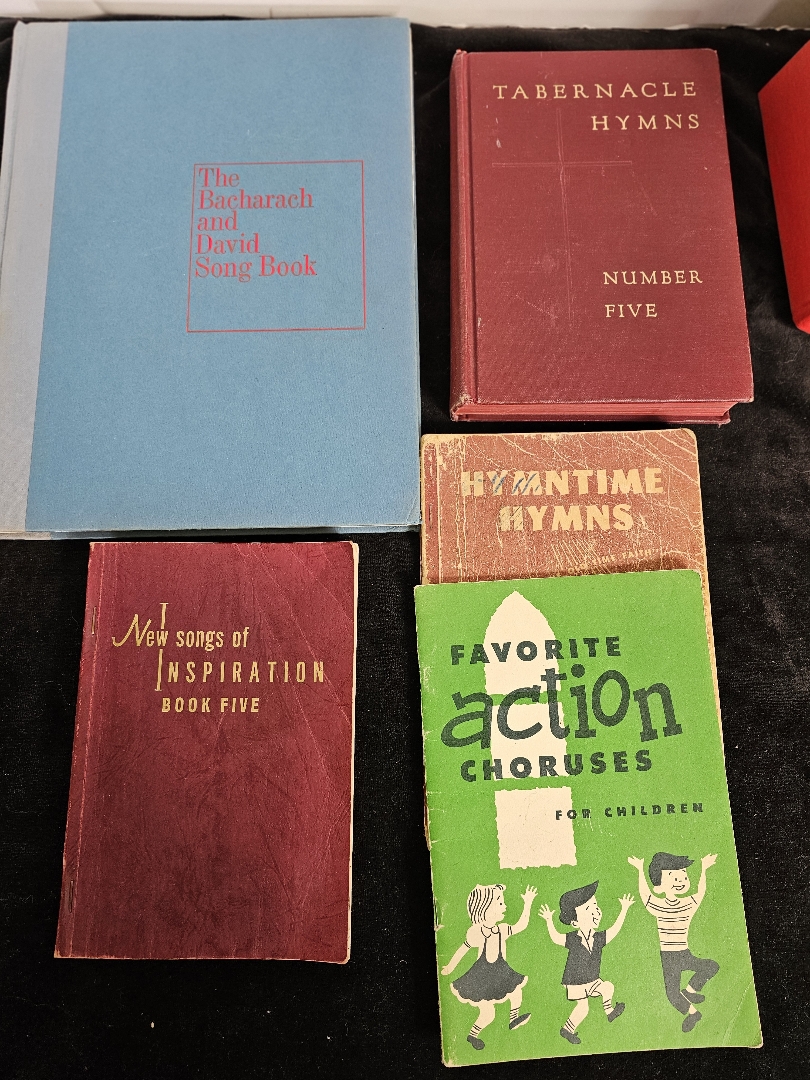 The
Bacharach
and
David
Song Book
TABERNACLE
HYMNS
NUMBER
FIVE
HYMNTIME
HYMNS
New songs of
INSPIRATION
BOOK FIVE
FAVORITE
action
CHORUSES
FOR CHILDREN